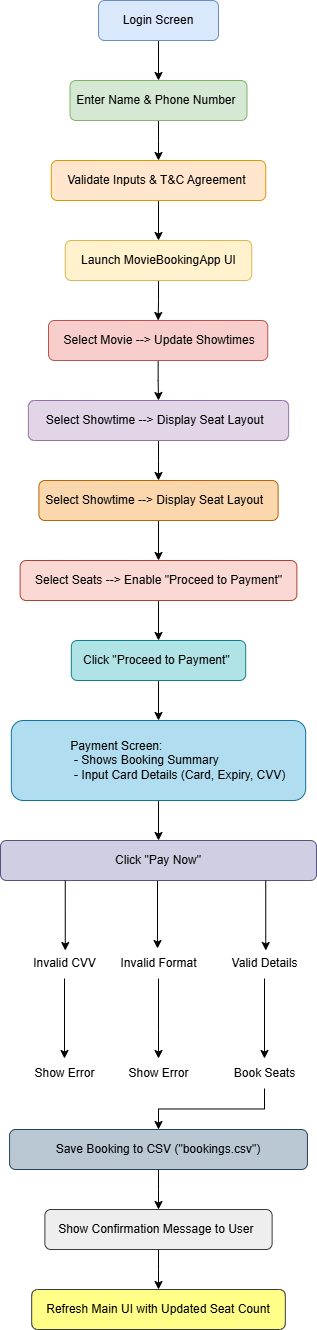 Login Screen
Enter Name & Phone Number
Validate Inputs & T&C Agreement
Launch MovieBookingApp UI
Select Movie --> Update Showtimes
Select Showtime --> Display Seat Layout
Select Showtime --> Display Seat Layout
Select Seats --> Enable "Proceed to Payment"
Click "Proceed to Payment"
Payment Screen:
- Shows Booking Summary
- Input Card Details (Card, Expiry, CVV)
Click "Pay Now"
Invalid CVV
Invalid Format
Valid Details
Show Error
Show Error
Book Seats
Save Booking to CSV ("bookings.csv")
Show Confirmation Message to User
Refresh Main UI with Updated Seat Count